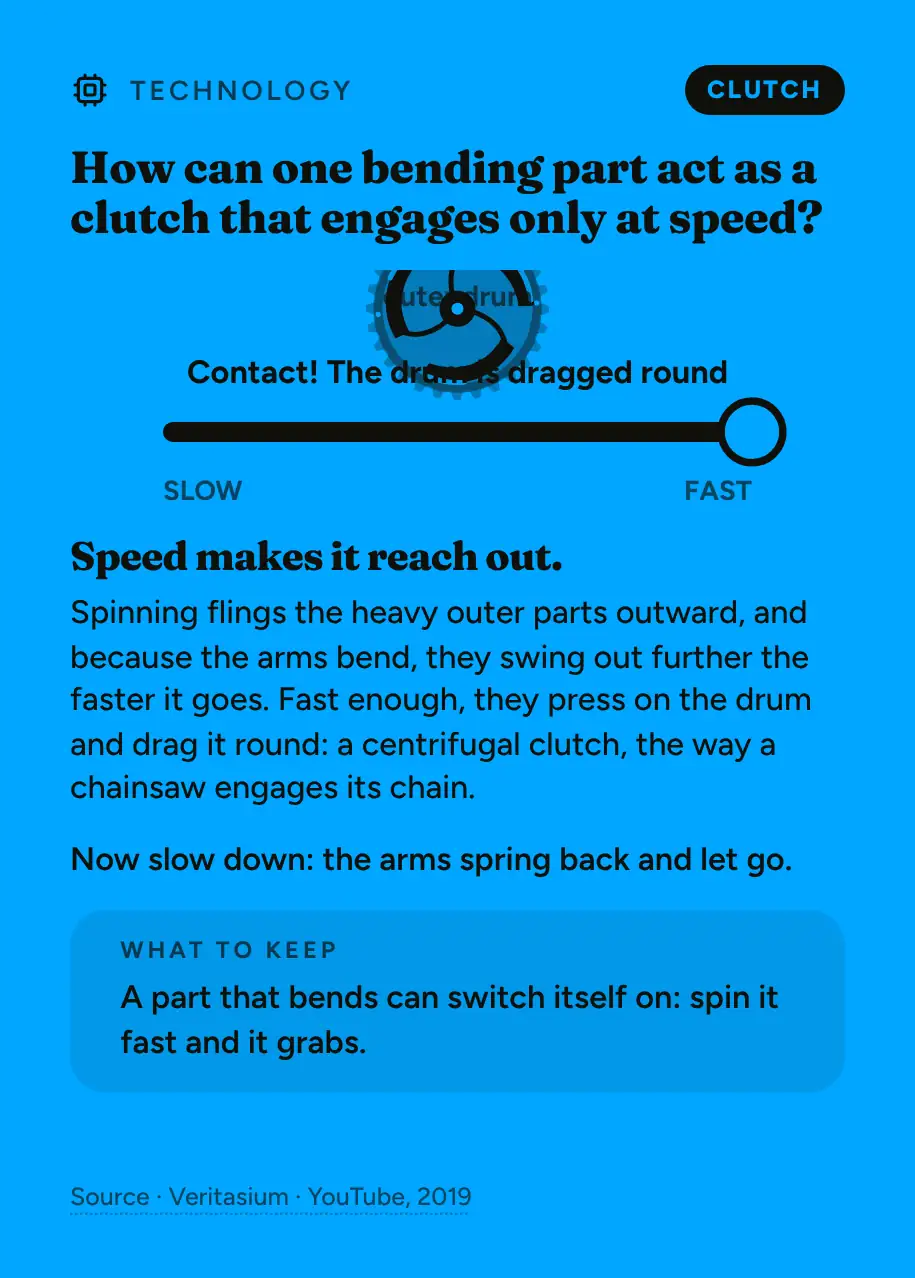 TECHNOLOGY
CLUTCH
How can one bending part act as a
clutch that engages only at speed?
outer drum
Contact! The drum is dragged round
SLOW
FAST
Speed makes it reach out.
Spinning flings the heavy outer parts outward, and
because the arms bend, they swing out further the
faster it goes. Fast enough, they press on the drum
and drag it round: a centrifugal clutch, the way a
chainsaw engages its chain.
Now slow down: the arms spring back and let go.
WHAT TO KEEP
A part that bends can switch itself on: spin it
fast and it grabs.
Source · Veritasium · YouTube, 2019